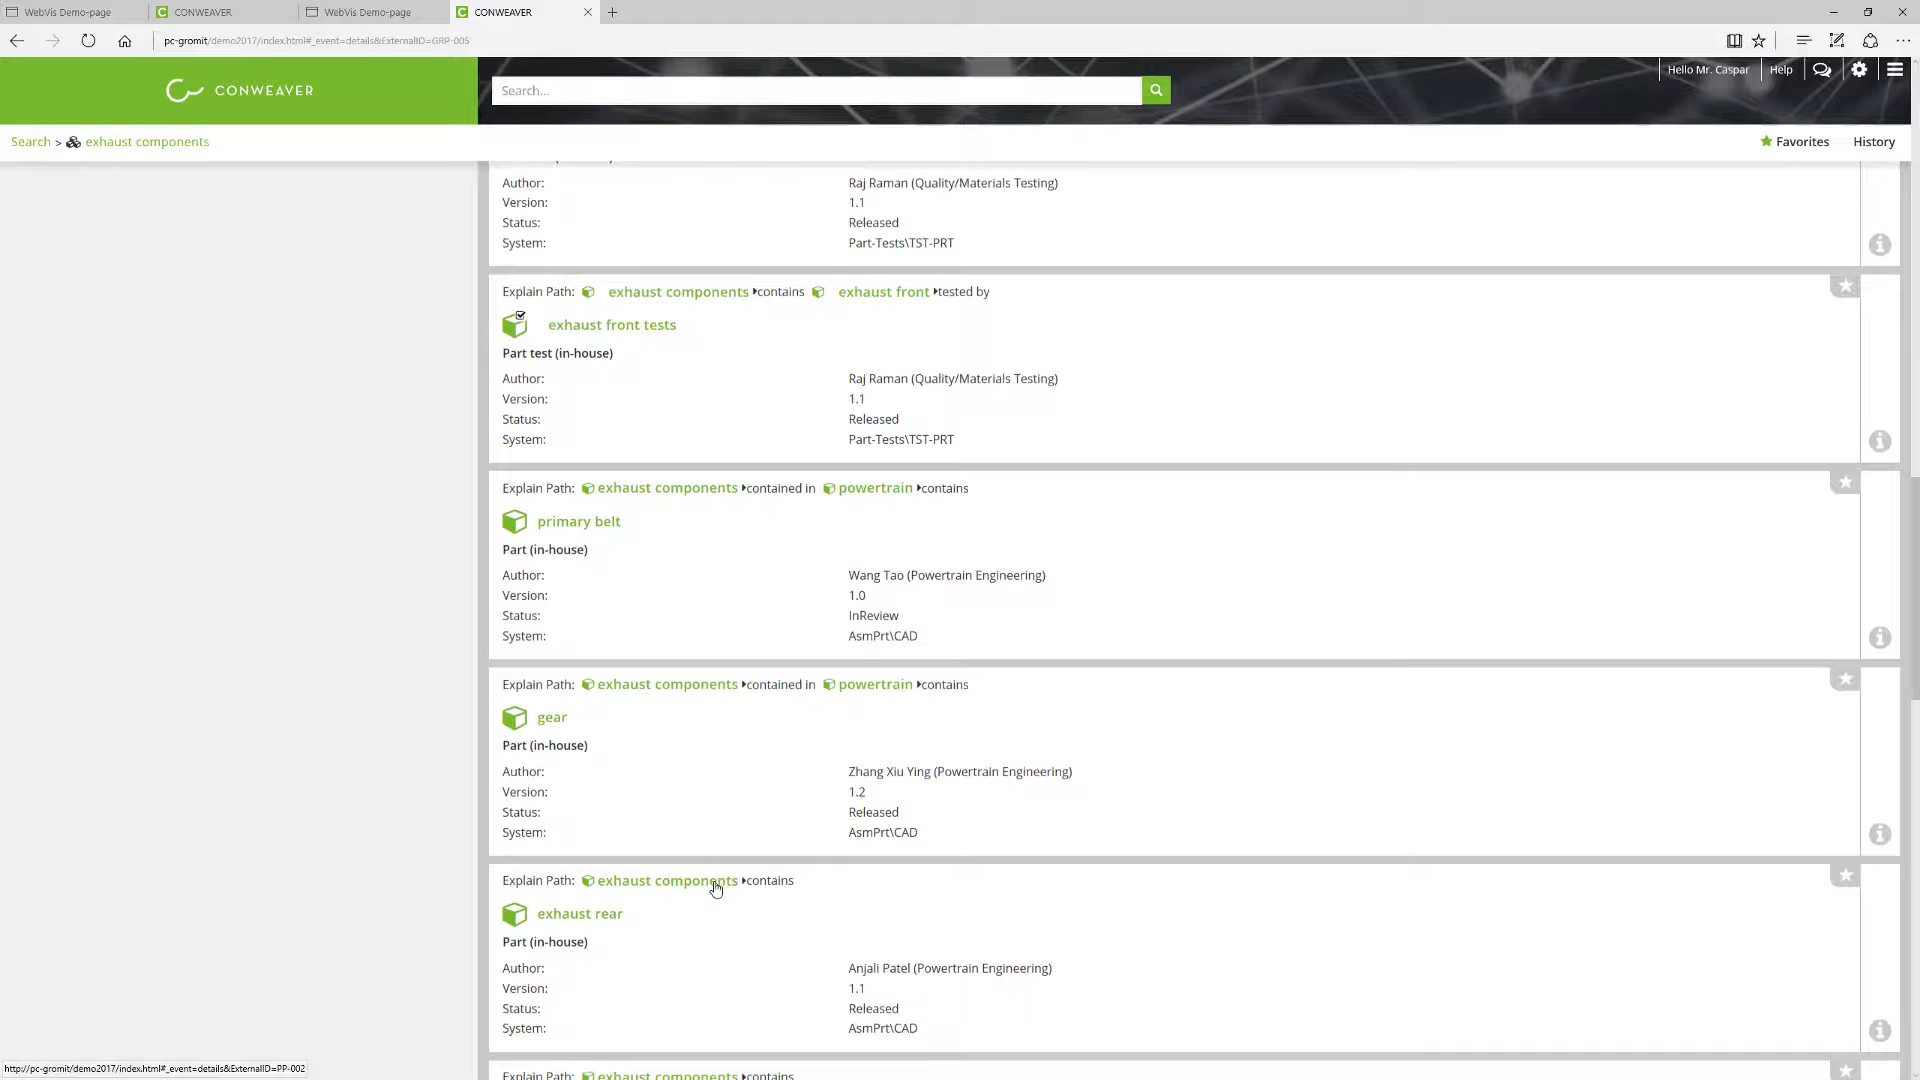 WebVis Demo-page
CONWEAVER
WebVis Demo-page
CONWEAVER
pc-gromit/demo2017/index.html#_event=details&ExternalID=GRP-005
CONWEAVER
Search...
Hello Mr. Caspar
Help
Search > exhaust components
Favorites
History
Author: Raj Raman (Quality/Materials Testing)
Version: 1.1
Status: Released
System: Part-Tests\TST-PRT
Explain Path: exhaust components contains exhaust front tested by
exhaust front tests
Part test (in-house)
Author: Raj Raman (Quality/Materials Testing)
Version: 1.1
Status: Released
System: Part-Tests\TST-PRT
Explain Path: exhaust components contained in powertrain contains
primary belt
Part (in-house)
Author: Wang Tao (Powertrain Engineering)
Version: 1.0
Status: InReview
System: AsmPrt\CAD
Explain Path: exhaust components contained in powertrain contains
gear
Part (in-house)
Author: Zhang Xiu Ying (Powertrain Engineering)
Version: 1.2
Status: Released
System: AsmPrt\CAD
Explain Path: exhaust components contains
exhaust rear
Part (in-house)
Author: Anjali Patel (Powertrain Engineering)
Version: 1.1
Status: Released
System: AsmPrt\CAD
Explain Path: exhaust components contains
http://pc-gromit/demo2017/index.html#_event=details&ExternalID=PP-002